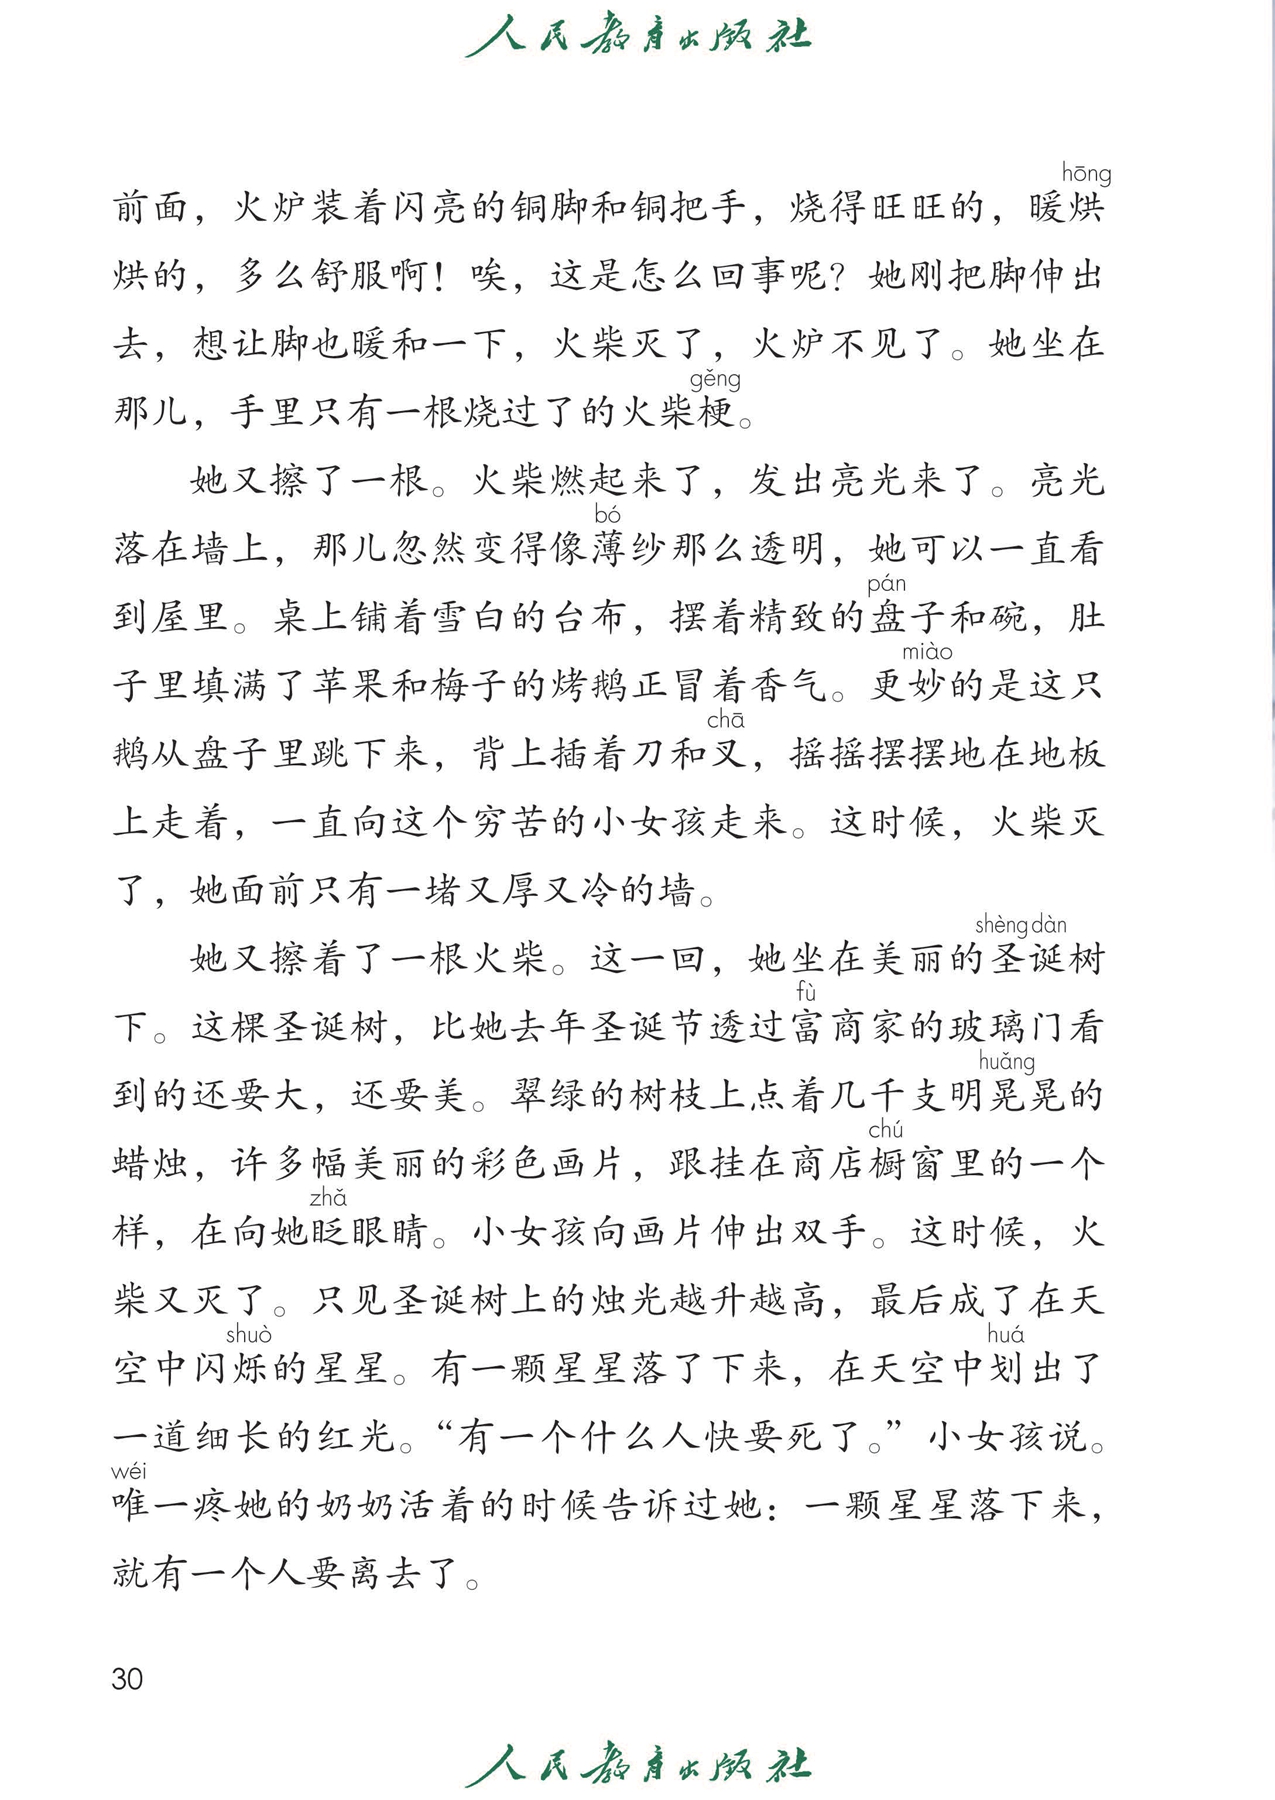 人民教育出版社
hōng
前面，火炉装着闪亮的铜脚和铜把手，烧得旺旺的，暖烘
烘的，多么舒服啊！唉，这是怎么回事呢？她刚把脚伸出
去，想让脚也暖和一下，火柴灭了，火炉不见了。她坐在
gěng
那儿，手里只有一根烧过了的火柴梗。
她又擦了一根。火柴燃起来了，发出亮光来了。亮光
bó
落在墙上，那儿忽然变得像薄纱那么透明，她可以一直看
pán
到屋里。桌上铺着雪白的台布，摆着精致的盘子和碗，肚
miào
子里填满了苹果和梅子的烤鹅正冒着香气。更妙的是这只
chā
鹅从盘子里跳下来，背上插着刀和叉，摇摇摆摆地在地板
上走着，一直向这个穷苦的小女孩走来。这时候，火柴灭
了，她面前只有一堵又厚又冷的墙。
shèng dàn
她又擦着了一根火柴。这一回，她坐在美丽的圣诞树
fù
下。这棵圣诞树，比她去年圣诞节透过富商家的玻璃门看
huǎng
到的还要大，还要美。翠绿的树枝上点着几千支明晃晃的
chú
蜡烛，许多幅美丽的彩色画片，跟挂在商店橱窗里的一个
zhǎ
样，在向她眨眼睛。小女孩向画片伸出双手。这时候，火
柴又灭了。只见圣诞树上的烛光越升越高，最后成了在天
shuò huá
空中闪烁的星星。有一颗星星落了下来，在天空中划出了
一道细长的红光。“有一个什么人快要死了。”小女孩说。
wéi
唯一疼她的奶奶活着的时候告诉过她：一颗星星落下来，
就有一个人要离去了。
30
人民教育出版社